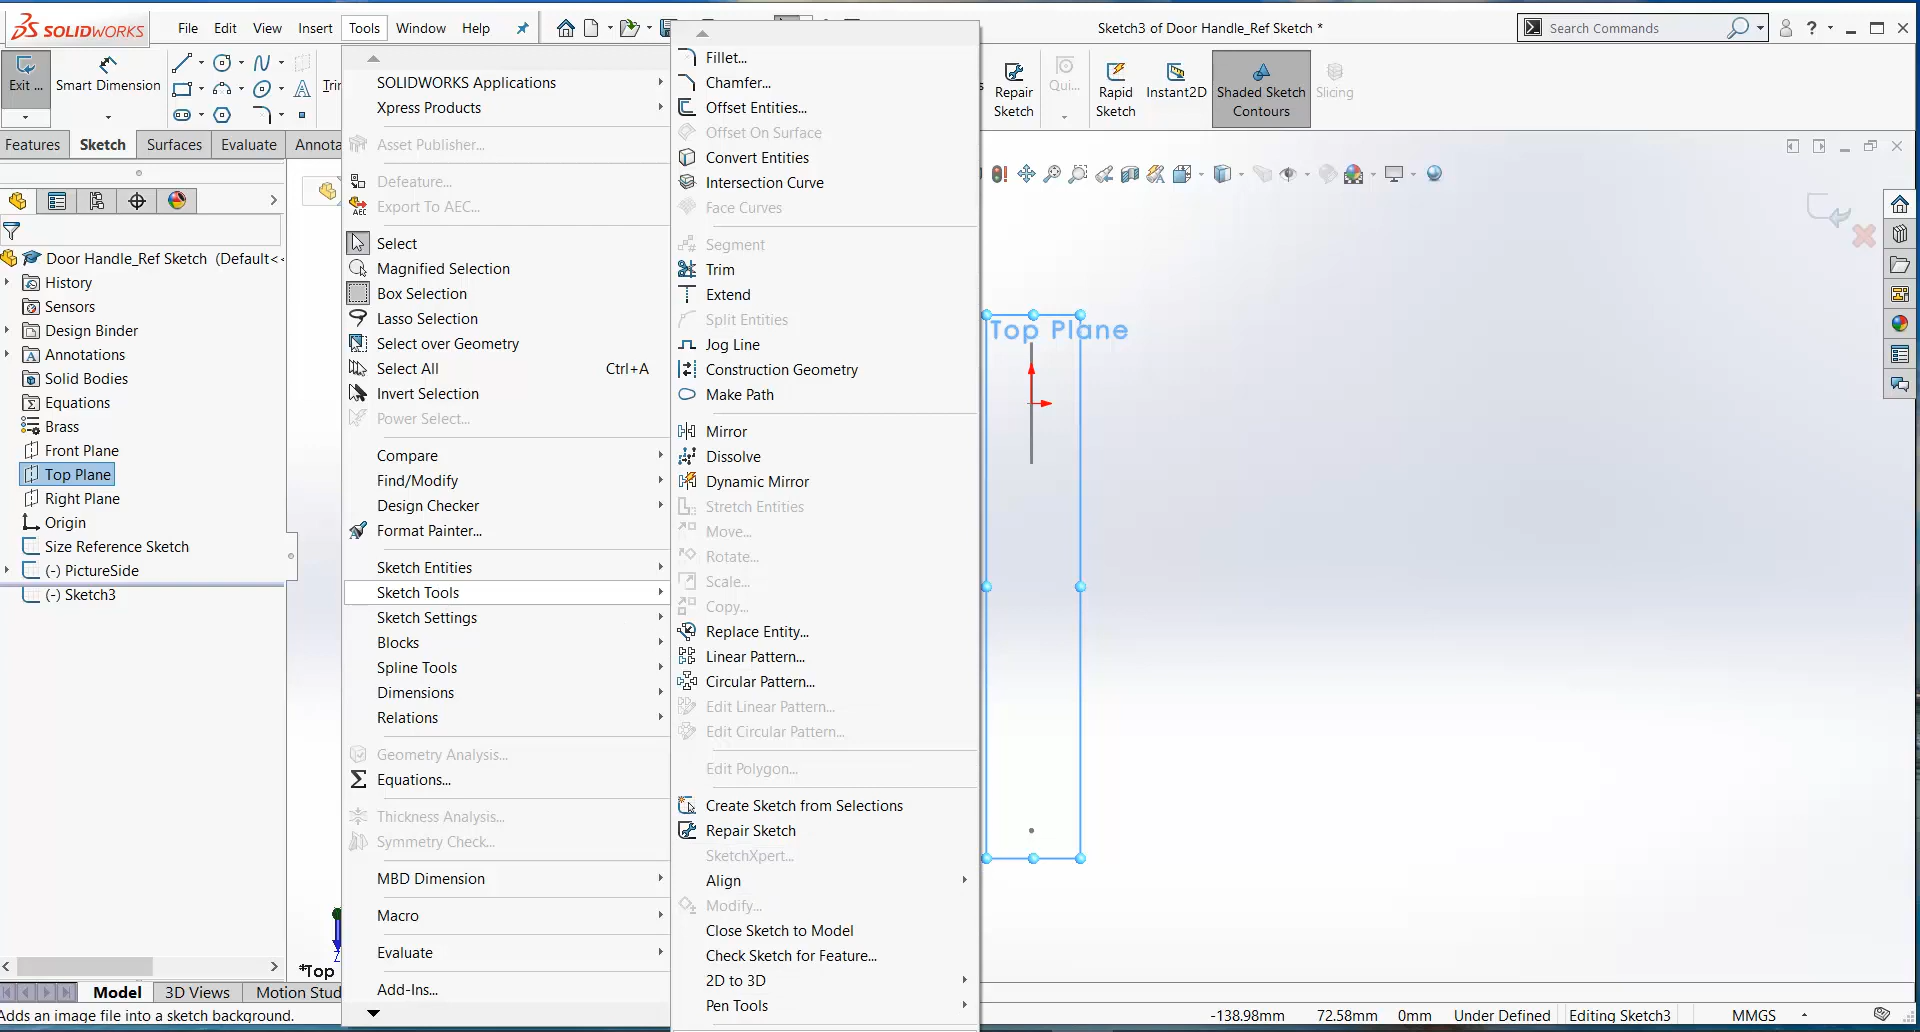 SOLIDWORKS
File Edit View Insert Tools Window Help
Sketch3 of Door Handle_Ref Sketch *
Search Commands
?
Exit ...
Smart Dimension
Repair Sketch
Qui...
Rapid Sketch
Instant2D
Shaded Sketch Contours
Slicing
Features Sketch Surfaces Evaluate Annota
Door Handle_Ref Sketch (Default<
History
Sensors
Design Binder
Annotations
Solid Bodies
Equations
Brass
Front Plane
Top Plane
Right Plane
Origin
Size Reference Sketch
(-) PictureSide
(-) Sketch3
SOLIDWORKS Applications
Xpress Products
Asset Publisher...
Defeature...
Export To AEC...
Select
Magnified Selection
Box Selection
Lasso Selection
Select over Geometry
Select All Ctrl+A
Invert Selection
Power Select...
Compare
Find/Modify
Design Checker
Format Painter...
Sketch Entities
Sketch Tools
Sketch Settings
Blocks
Spline Tools
Dimensions
Relations
Geometry Analysis...
Equations...
Thickness Analysis...
Symmetry Check...
MBD Dimension
Macro
Evaluate
Add-Ins...
Fillet...
Chamfer...
Offset Entities...
Offset On Surface
Convert Entities
Intersection Curve
Face Curves
Segment
Trim
Extend
Split Entities
Jog Line
Construction Geometry
Make Path
Mirror
Dissolve
Dynamic Mirror
Stretch Entities
Move...
Rotate...
Scale...
Copy...
Replace Entity...
Linear Pattern...
Circular Pattern...
Edit Linear Pattern...
Edit Circular Pattern...
Edit Polygon...
Create Sketch from Selections
Repair Sketch
SketchXpert...
Align
Modify...
Close Sketch to Model
Check Sketch for Feature...
2D to 3D
Pen Tools
Top Plane
*Top
Model 3D Views Motion Stud
Adds an image file into a sketch background.
-138.98mm 72.58mm 0mm Under Defined Editing Sketch3 MMGS